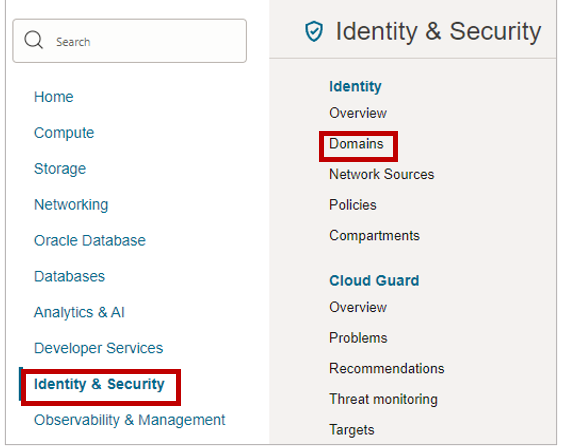 Search
Home
Compute
Storage
Networking
Oracle Database
Databases
Analytics & AI
Developer Services
Identity & Security
Observability & Management
Identity & Security
Identity
Overview
Domains
Network Sources
Policies
Compartments
Cloud Guard
Overview
Problems
Recommendations
Threat monitoring
Targets